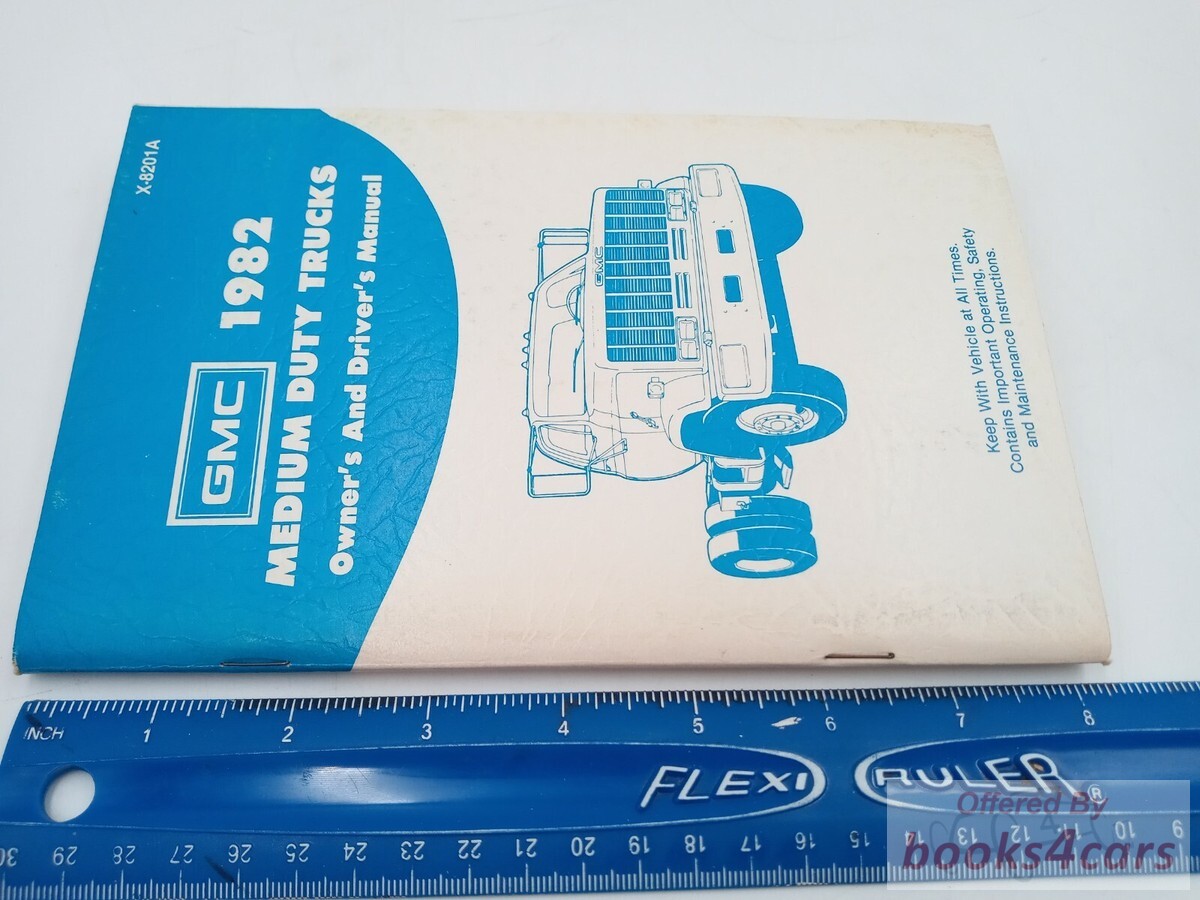 X-8201A
GMC 1982
MEDIUM DUTY TRUCKS
Owner's And Driver's Manual
GMC
Keep With Vehicle at All Times.
Contains Important Operating, Safety
and Maintenance Instructions.
INCH 1 2 3 4 5 6 7 8
FLEXI RULER ®
30 29 28 27 26 25 24 23 22 21 20 19 18 17 16 15 14 13 12 11 10 9
Offered By
books4cars